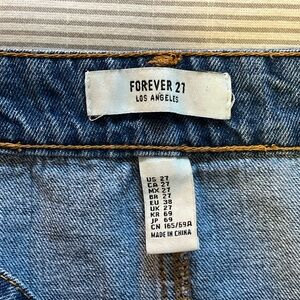 FOREVER 21
LOS ANGELES
US 27
CA 27
MX 27
BR 27
EU 38
UK 27
KR 69
JP 69
CN 165/69A
MADE IN CHINA